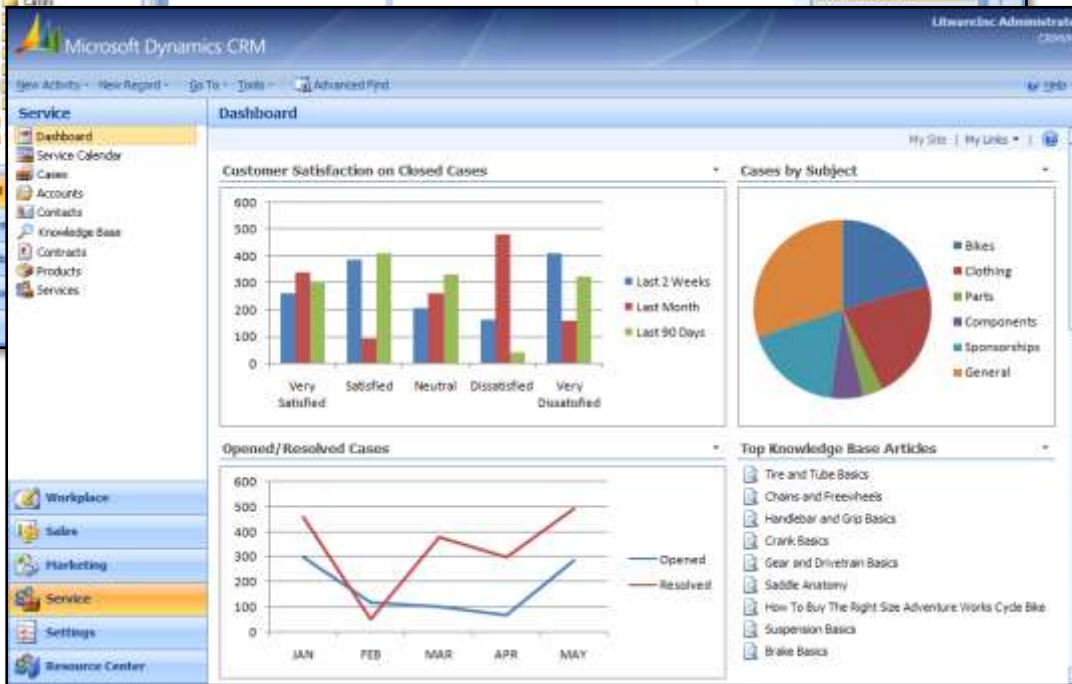 Cases
LitwareInc Administrat
Microsoft Dynamics CRM
New Activity New Record Go To Tools Advanced Find Help
Service
Dashboard
Service Calendar
Cases
Accounts
Contacts
Knowledge Base
Contracts
Products
Services
Workplace
Sales
Marketing
Service
Settings
Resource Center
Dashboard
My Site | My Links |
Customer Satisfaction on Closed Cases
600
500
400
300
200
100
0
Very Satisfied
Satisfied
Neutral
Dissatisfied
Very Dissatisfied
Last 2 Weeks
Last Month
Last 90 Days
Cases by Subject
Bikes
Clothing
Parts
Components
Sponsorships
General
Opened/Resolved Cases
600
500
400
300
200
100
0
JAN FEB MAR APR MAY
Opened
Resolved
Top Knowledge Base Articles
Tire and Tube Basics
Chains and Freewheels
Handlebar and Grip Basics
Crank Basics
Gear and Drivetrain Basics
Saddle Anatomy
How To Buy The Right Size Adventure Works Cycle Bike
Suspension Basics
Brake Basics